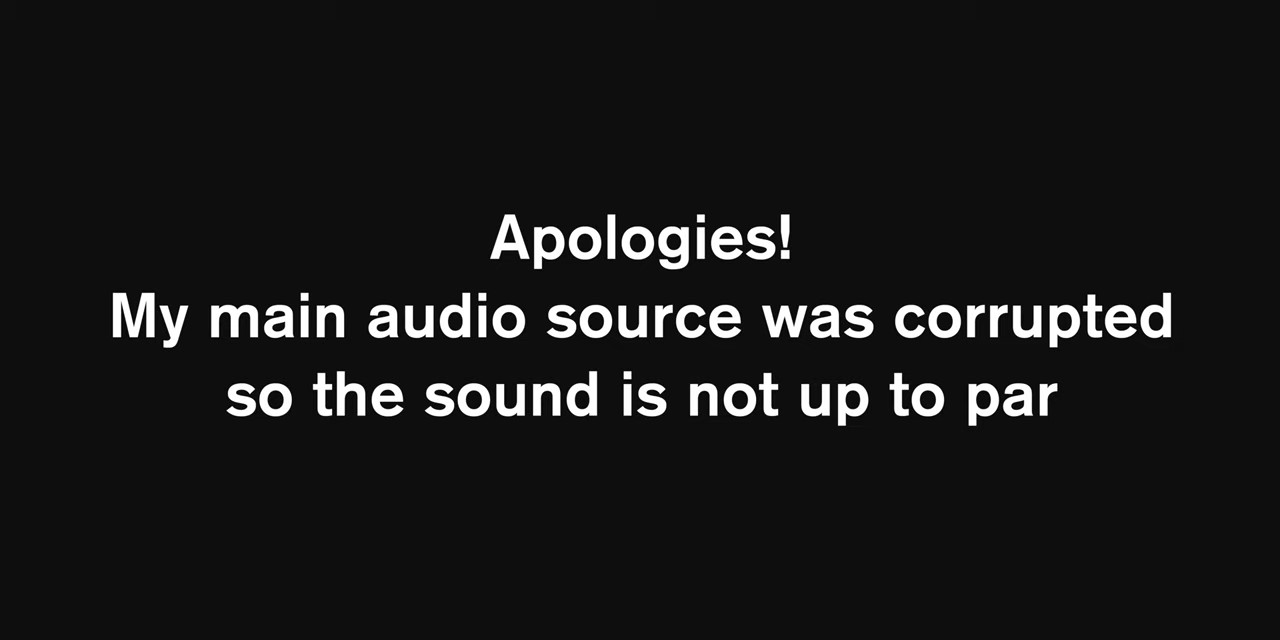 Apologies!
My main audio source was corrupted
so the sound is not up to par